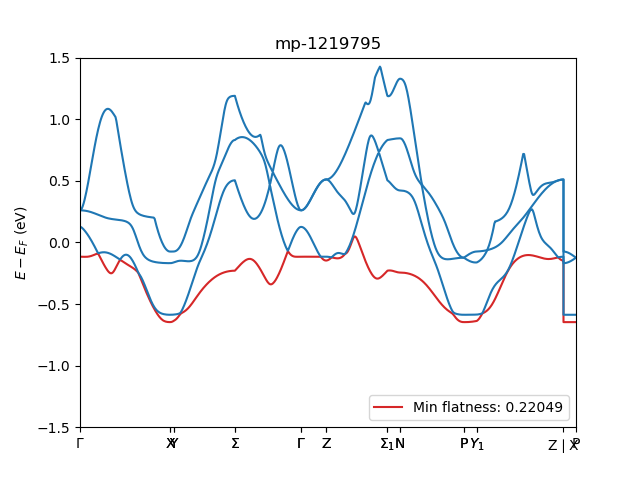 mp-1219795
1.5
1.0
0.5
0.0
−0.5
−1.0
−1.5
E − E_F (eV)
Min flatness: 0.22049
Γ X Y Σ Γ Z Σ₁ N P Y₁ Z | X P